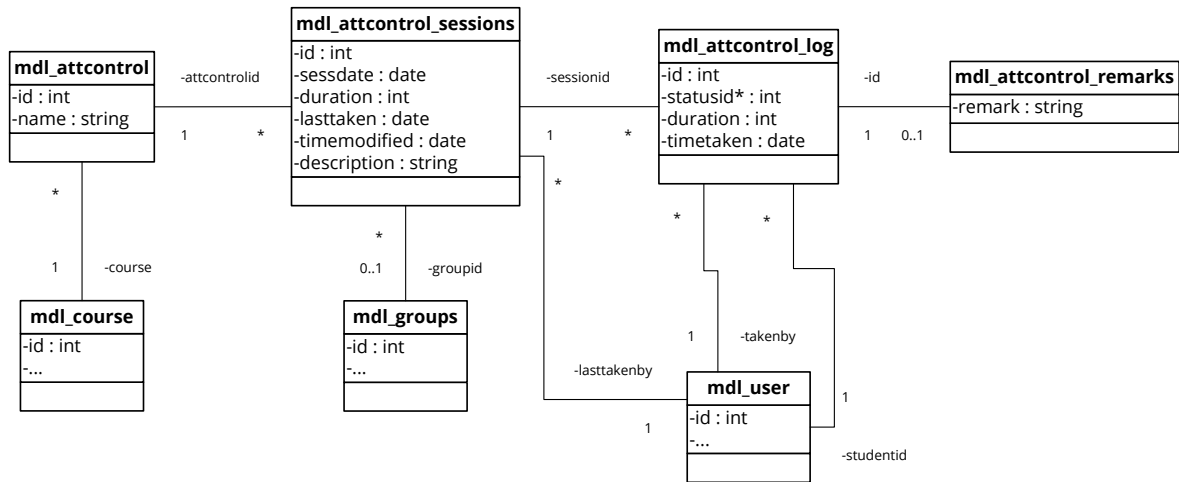 mdl_attcontrol
-id : int
-name : string
-attcontrolid
1
*
mdl_attcontrol_sessions
-id : int
-sessdate : date
-duration : int
-lasttaken : date
-timemodified : date
-description : string
-sessionid
1
*
mdl_attcontrol_log
-id : int
-statusid* : int
-duration : int
-timetaken : date
-id
1
0..1
mdl_attcontrol_remarks
-remark : string
*
1
-course
mdl_course
-id : int
-...
*
0..1
-groupid
mdl_groups
-id : int
-...
*
-lasttakenby
1
*
1
-takenby
*
1
-studentid
mdl_user
-id : int
-...